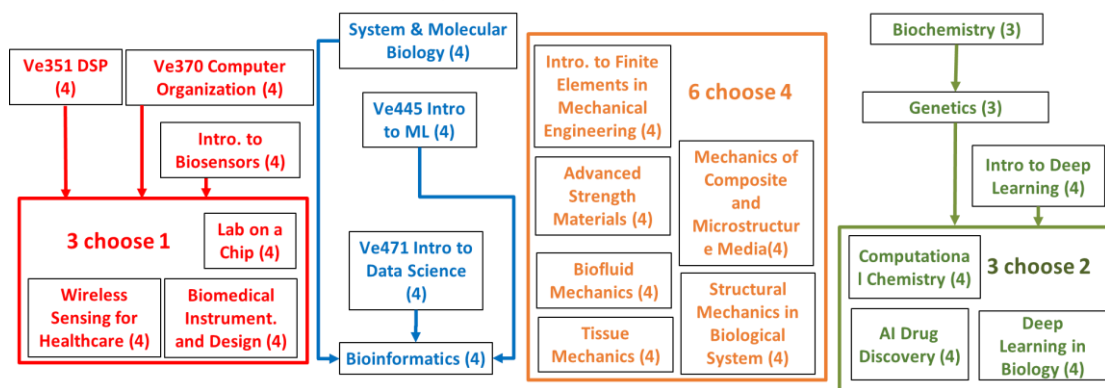 Ve351 DSP
(4)
Ve370 Computer
Organization (4)
Intro. to
Biosensors (4)
3 choose 1
Lab on a
Chip (4)
Wireless
Sensing for
Healthcare (4)
Biomedical
Instrument.
and Design (4)
System & Molecular
Biology (4)
Ve445 Intro
to ML (4)
Ve471 Intro to
Data Science
(4)
Bioinformatics (4)
Intro. to Finite
Elements in
Mechanical
Engineering (4)
6 choose 4
Advanced
Strength
Materials (4)
Mechanics of
Composite
and
Microstructur
e Media(4)
Biofluid
Mechanics (4)
Structural
Mechanics in
Biological
System (4)
Tissue
Mechanics (4)
Biochemistry (3)
Genetics (3)
Intro to Deep
Learning (4)
Computationa
l Chemistry (4)
3 choose 2
AI Drug
Discovery (4)
Deep
Learning in
Biology (4)